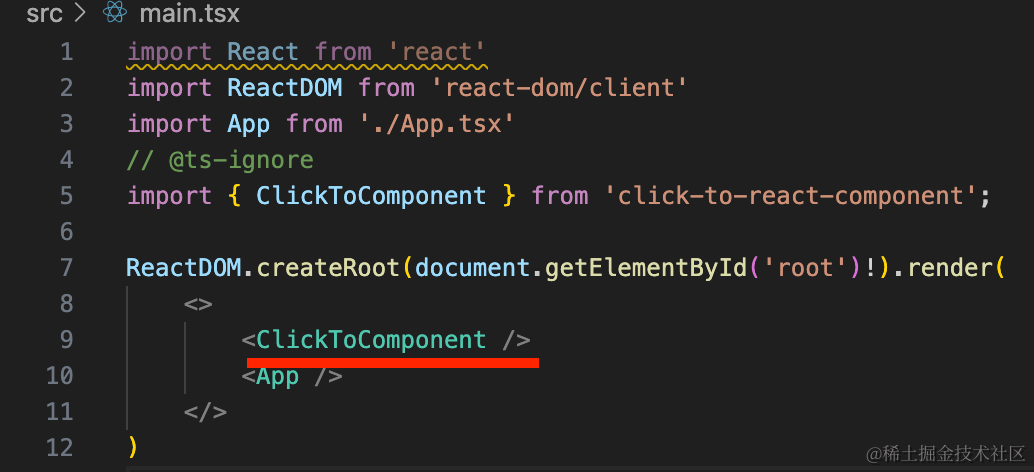 src > main.tsx
1 import React from 'react'
2 import ReactDOM from 'react-dom/client'
3 import App from './App.tsx'
4 // @ts-ignore
5 import { ClickToComponent } from 'click-to-react-component';
6
7 ReactDOM.createRoot(document.getElementById('root')!).render(
8     <>
9         <ClickToComponent />
10         <App />
11     </>
12 )
@稀土掘金技术社区